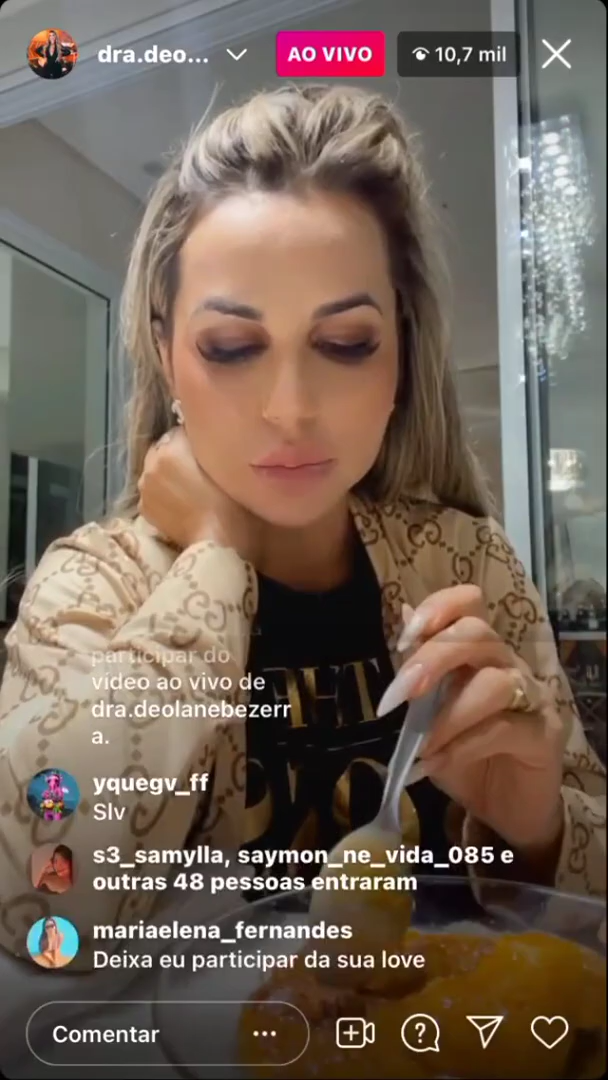 dra.deo...
AO VIVO
10,7 mil
participar do
vídeo ao vivo de
dra.deolanebezerr
a.
yquegv_ff
Slv
s3_samylla, saymon_ne_vida_085 e
outras 48 pessoas entraram
mariaelena_fernandes
Deixa eu participar da sua love
Comentar